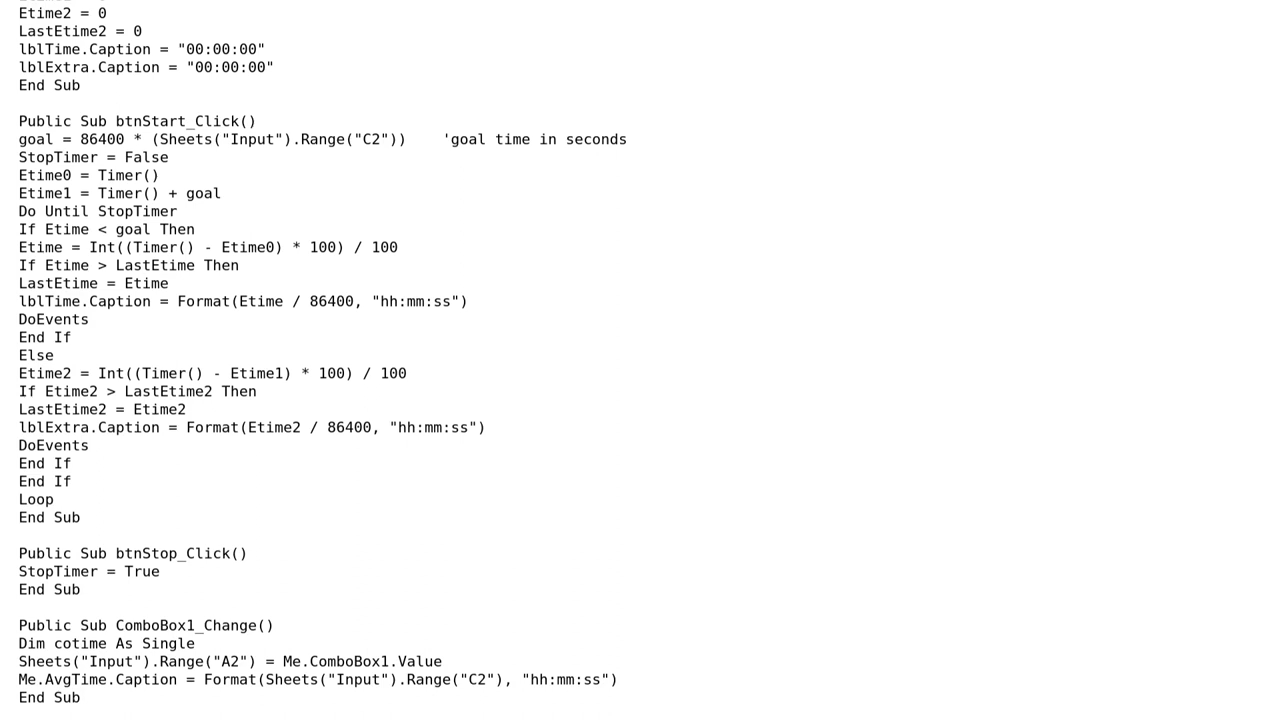 Etime2 = 0
LastEtime2 = 0
lblTime.Caption = "00:00:00"
lblExtra.Caption = "00:00:00"
End Sub

Public Sub btnStart_Click()
goal = 86400 * (Sheets("Input").Range("C2"))    'goal time in seconds
StopTimer = False
Etime0 = Timer()
Etime1 = Timer() + goal
Do Until StopTimer
If Etime < goal Then
Etime = Int((Timer() - Etime0) * 100) / 100
If Etime > LastEtime Then
LastEtime = Etime
lblTime.Caption = Format(Etime / 86400, "hh:mm:ss")
DoEvents
End If
Else
Etime2 = Int((Timer() - Etime1) * 100) / 100
If Etime2 > LastEtime2 Then
LastEtime2 = Etime2
lblExtra.Caption = Format(Etime2 / 86400, "hh:mm:ss")
DoEvents
End If
End If
Loop
End Sub

Public Sub btnStop_Click()
StopTimer = True
End Sub

Public Sub ComboBox1_Change()
Dim cotime As Single
Sheets("Input").Range("A2") = Me.ComboBox1.Value
Me.AvgTime.Caption = Format(Sheets("Input").Range("C2"), "hh:mm:ss")
End Sub